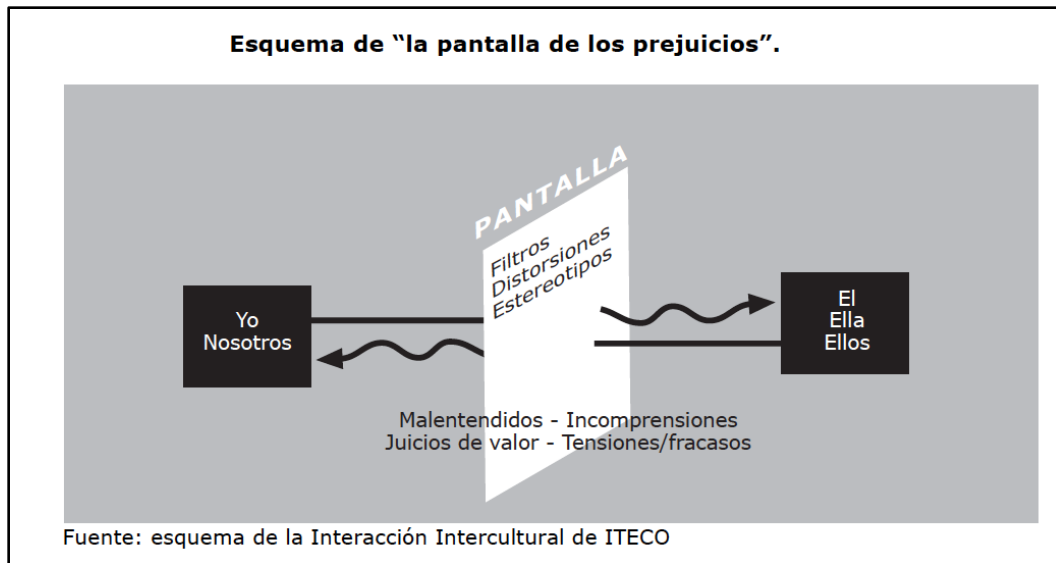 Esquema de “la pantalla de los prejuicios”.
PANTALLA
Filtros
Distorsiones
Estereotipos
Yo
Nosotros
El
Ella
Ellos
Malentendidos - Incomprensiones
Juicios de valor - Tensiones/fracasos
Fuente: esquema de la Interacción Intercultural de ITECO